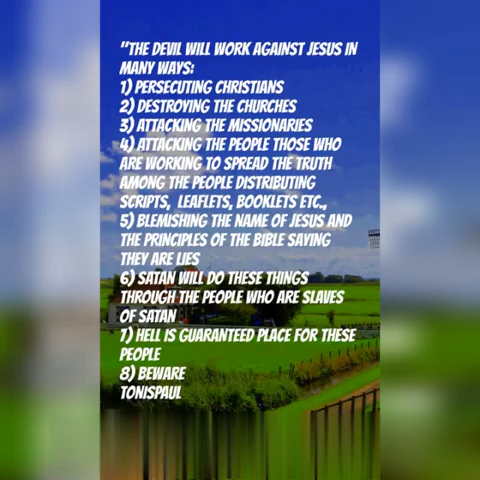 "THE DEVIL WILL WORK AGAINST JESUS IN
MANY WAYS:
1) PERSECUTING CHRISTIANS
2) DESTROYING THE CHURCHES
3) ATTACKING THE MISSIONARIES
4) ATTACKING THE PEOPLE THOSE WHO
ARE WORKING TO SPREAD THE TRUTH
AMONG THE PEOPLE DISTRIBUTING
SCRIPTS, LEAFLETS, BOOKLETS ETC.,
5) BLEMISHING THE NAME OF JESUS AND
THE PRINCIPLES OF THE BIBLE SAYING
THEY ARE LIES
6) SATAN WILL DO THESE THINGS
THROUGH THE PEOPLE WHO ARE SLAVES
OF SATAN
7) HELL IS GUARANTEED PLACE FOR THESE
PEOPLE
8) BEWARE
TONISPAUL